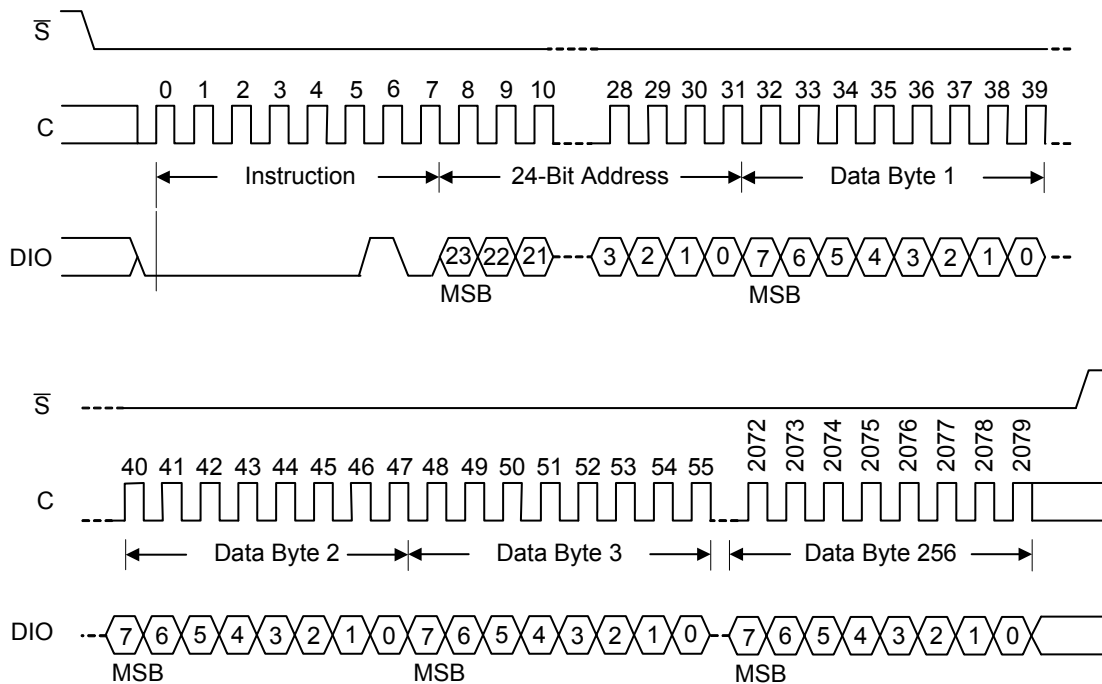 S̅
0 1 2 3 4 5 6 7 8 9 10 28 29 30 31 32 33 34 35 36 37 38 39
C
Instruction 24-Bit Address Data Byte 1
DIO 23 22 21 3 2 1 0 7 6 5 4 3 2 1 0
MSB MSB
S̅
2072 2073 2074 2075 2076 2077 2078 2079
40 41 42 43 44 45 46 47 48 49 50 51 52 53 54 55
C
Data Byte 2 Data Byte 3 Data Byte 256
DIO 7 6 5 4 3 2 1 0 7 6 5 4 3 2 1 0 7 6 5 4 3 2 1 0
MSB MSB MSB